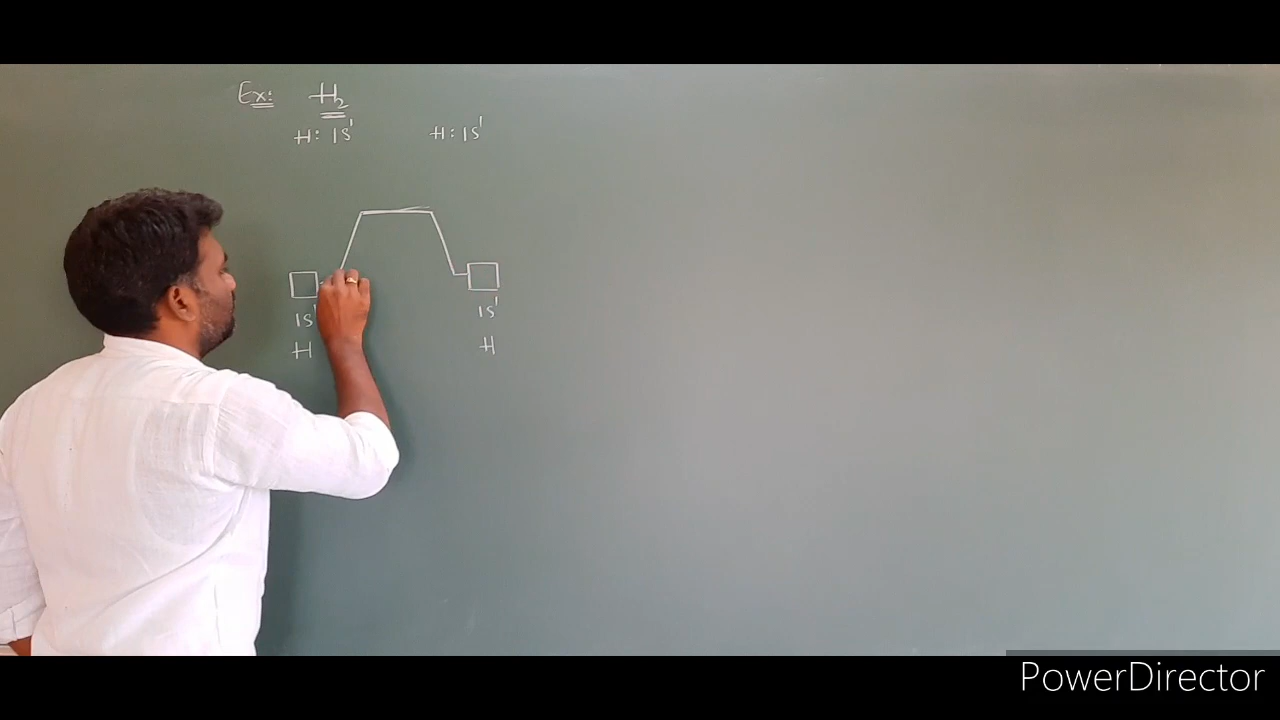 Ex: H₂
H: 1S¹ H: 1S¹
1S¹ 1S¹
H H
PowerDirector